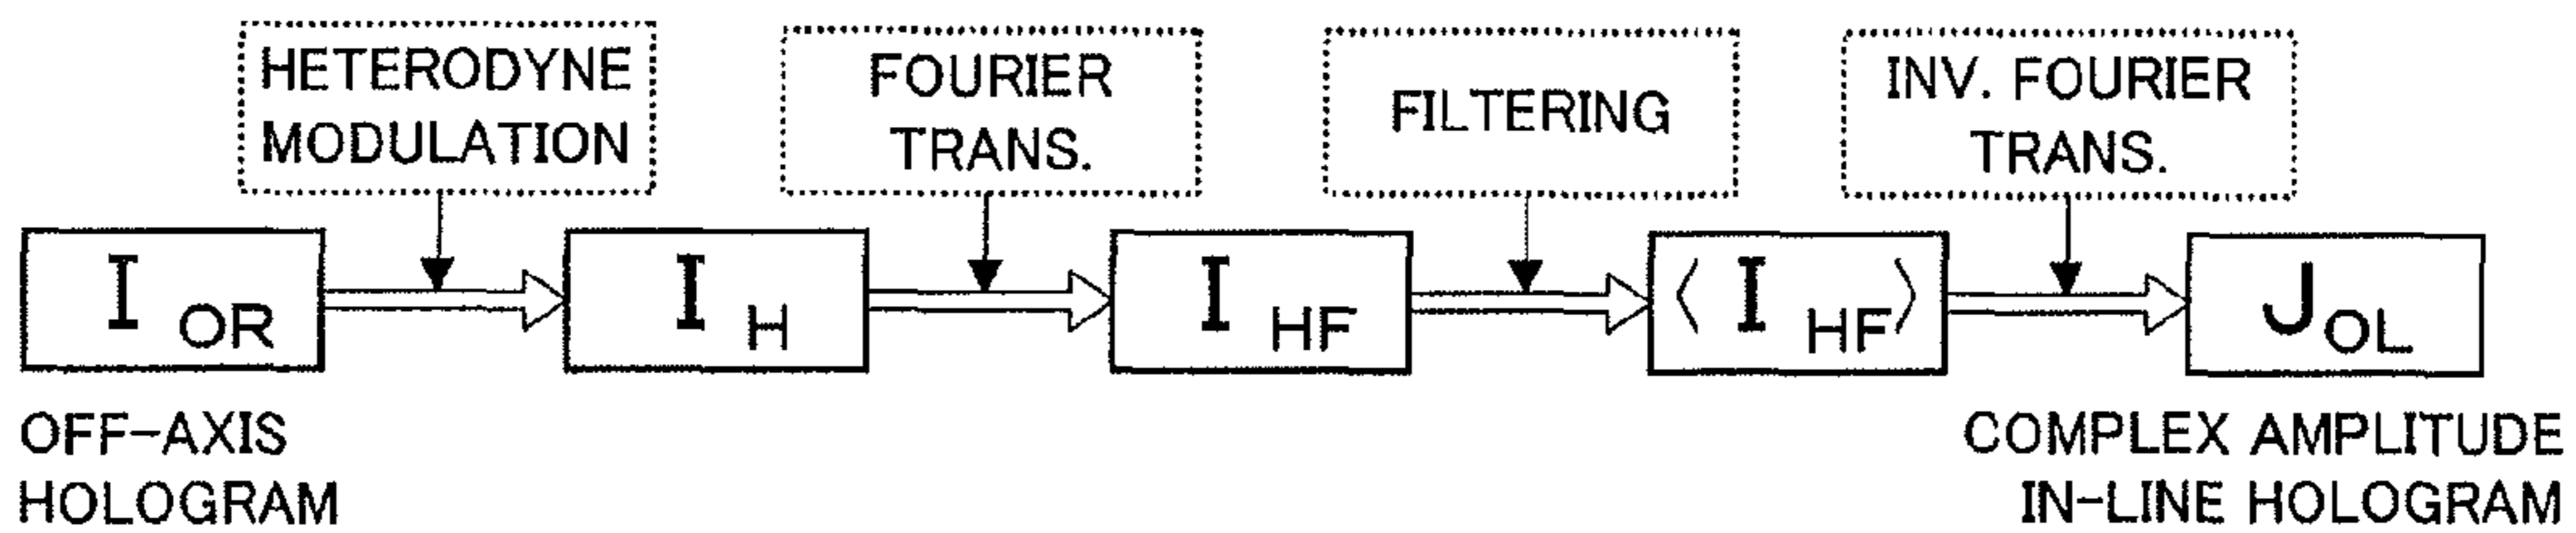 HETERODYNE
MODULATION
FOURIER
TRANS.
FILTERING
INV. FOURIER
TRANS.
I OR
I H
I HF
⟨ I HF ⟩
J OL
OFF-AXIS
HOLOGRAM
COMPLEX AMPLITUDE
IN-LINE HOLOGRAM